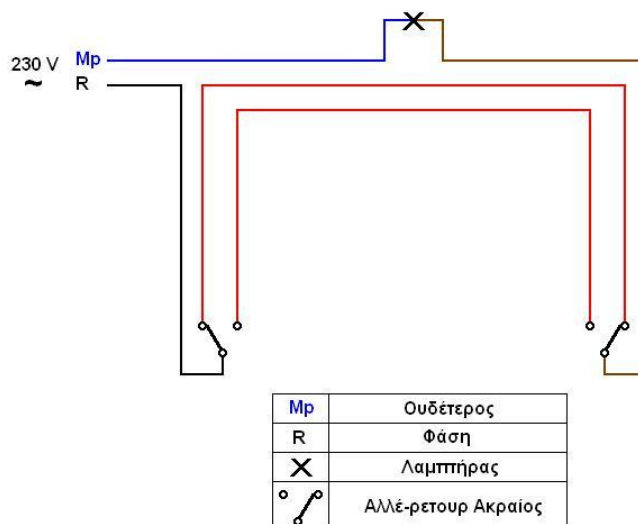 230 V Mp
~ R
Mp Ουδέτερος
R Φάση
Λαμπτήρας
Αλλέ-ρετουρ Ακραίος